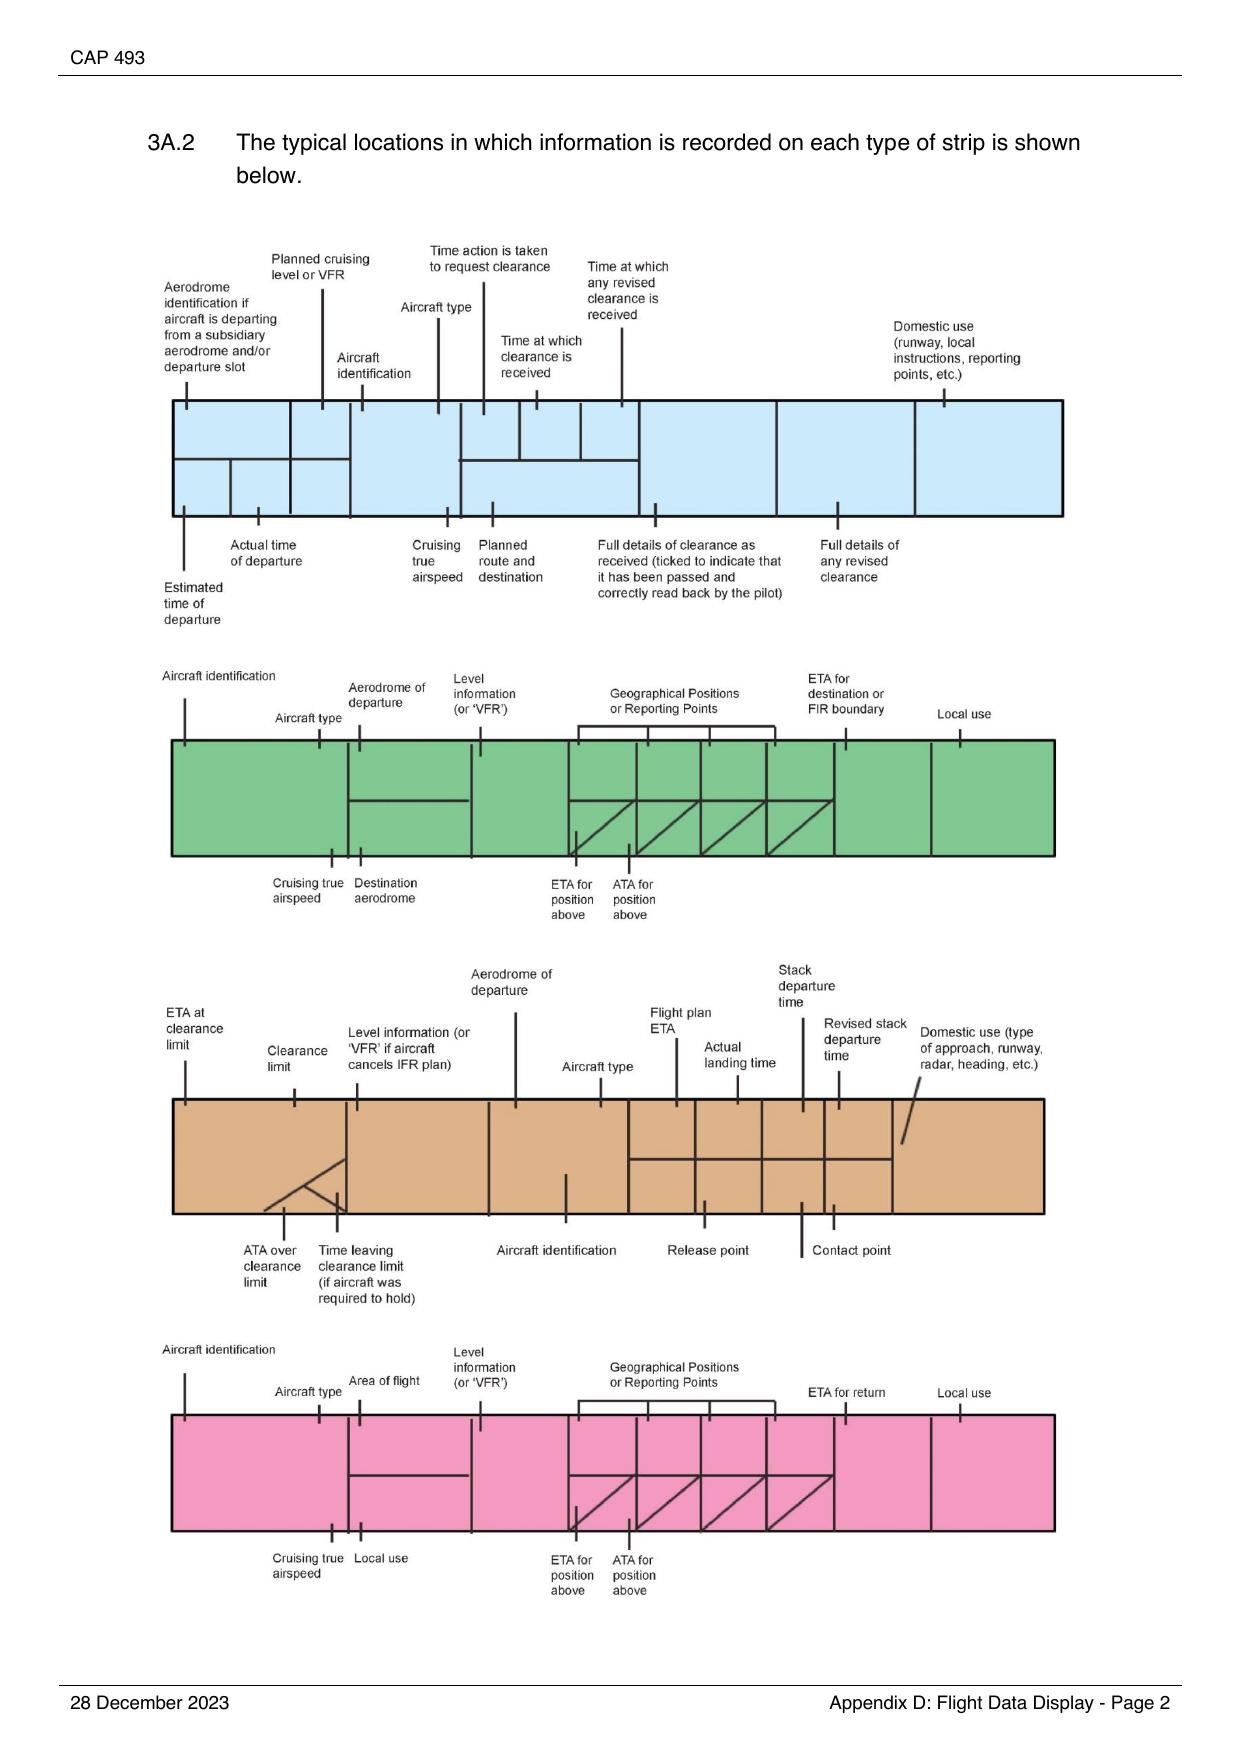 CAP 493
3A.2 The typical locations in which information is recorded on each type of strip is shown
below.
Aerodrome
identification if
aircraft is departing
from a subsidiary
aerodrome and/or
departure slot
Planned cruising
level or VFR
Aircraft
identification
Aircraft type
Time action is taken
to request clearance
Time at which
clearance is
received
Time at which
any revised
clearance is
received
Domestic use
(runway, local
instructions, reporting
points, etc.)
Estimated
time of
departure
Actual time
of departure
Cruising
true
airspeed
Planned
route and
destination
Full details of clearance as
received (ticked to indicate that
it has been passed and
correctly read back by the pilot)
Full details of
any revised
clearance
Aircraft identification
Aircraft type
Aerodrome of
departure
Level
information
(or ‘VFR’)
Geographical Positions
or Reporting Points
ETA for
destination or
FIR boundary
Local use
Cruising true
airspeed
Destination
aerodrome
ETA for
position
above
ATA for
position
above
ETA at
clearance
limit
Clearance
limit
Level information (or
‘VFR’ if aircraft
cancels IFR plan)
Aerodrome of
departure
Aircraft type
Flight plan
ETA
Actual
landing time
Stack
departure
time
Revised stack
departure
time
Domestic use (type
of approach, runway,
radar, heading, etc.)
ATA over
clearance
limit
Time leaving
clearance limit
(if aircraft was
required to hold)
Aircraft identification
Release point
Contact point
Aircraft identification
Aircraft type
Area of flight
Level
information
(or ‘VFR’)
Geographical Positions
or Reporting Points
ETA for return
Local use
Cruising true
airspeed
Local use
ETA for
position
above
ATA for
position
above
28 December 2023
Appendix D: Flight Data Display - Page 2